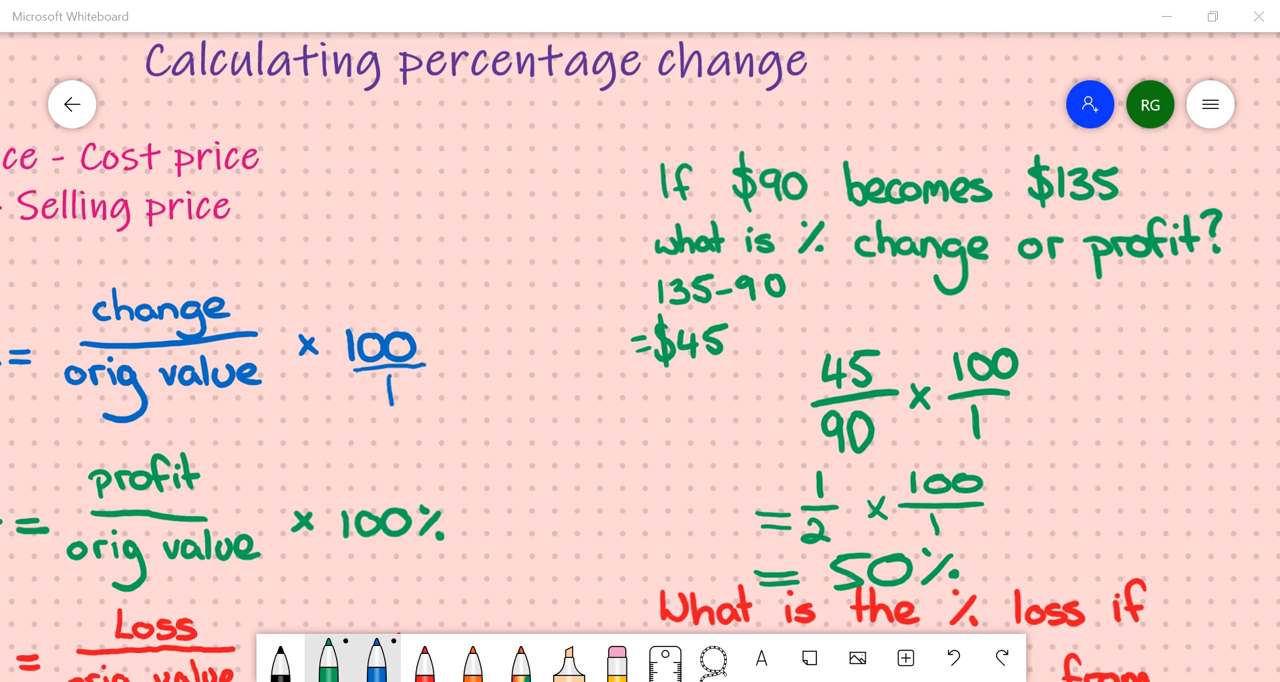 Microsoft Whiteboard
Calculating percentage change
RG
ce - Cost price
- Selling price
= change
orig value × 100
1
= profit
orig value × 100%
= Loss
orig value
If $90 becomes $135
what is % change or profit?
135-90
=$45
45
90 × 100
1
= 1
2 × 100
1
= 50%
What is the % loss if
from
A